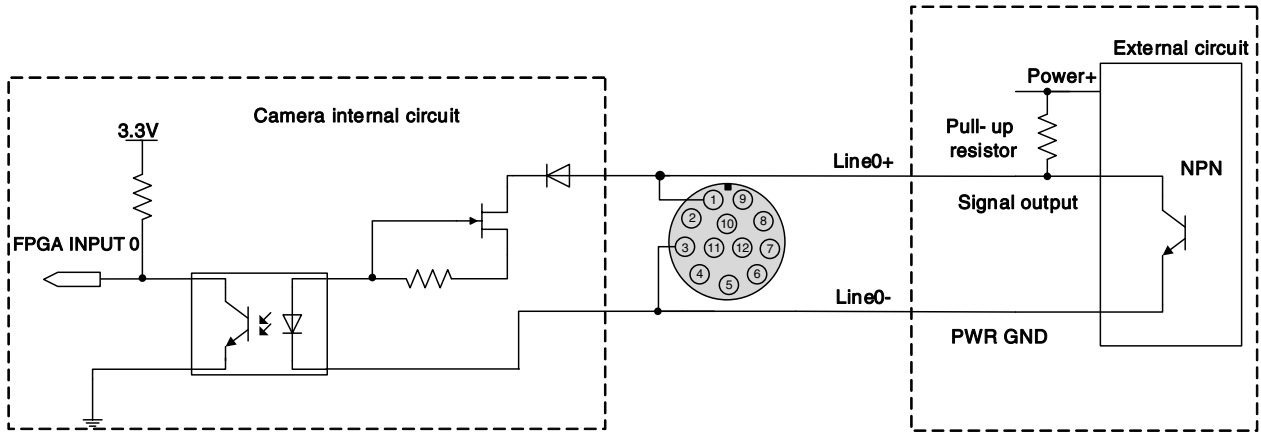 External circuit
Power+
Camera internal circuit
3.3V
Pull- up
resistor
Line0+
NPN
Signal output
1
9
2
10
8
FPGA INPUT 0
3
11
12
7
4
6
5
Line0-
PWR GND